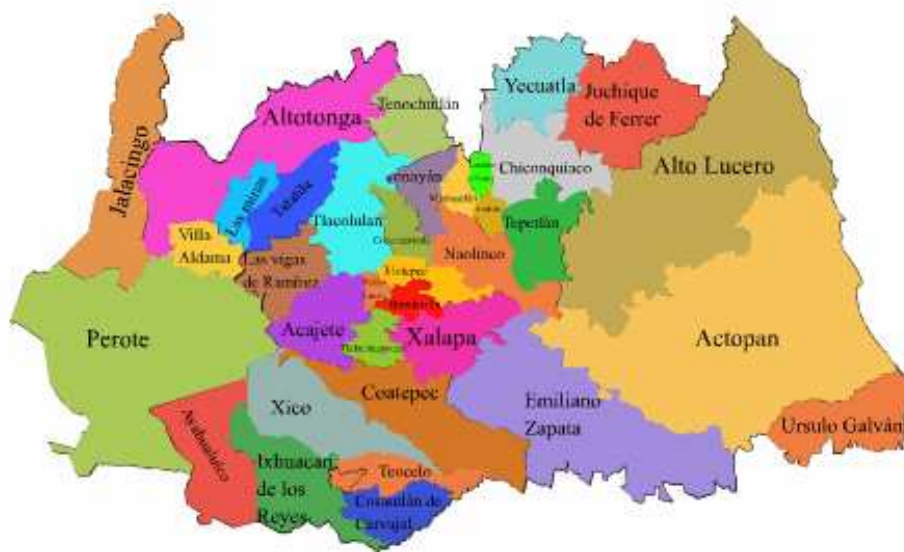 Yecuatla
Juchique
de Ferrer
Tenochtitlán
Altotonga
Jalacingo
Chiconquiaco
Alto Lucero
Las minas
Tatatila
Tlacolulan
Tepetlán
Villa
Aldama
Las vigas
de Ramírez
Naolinco
Perote
Acajete
Xalapa
Actopan
Coatepec
Xico
Emiliano
Zapata
Ursulo Galván
Ayahualulco
Ixhuacan
de los
Reyes
Teocelo
Cosautlán de
Carvajal